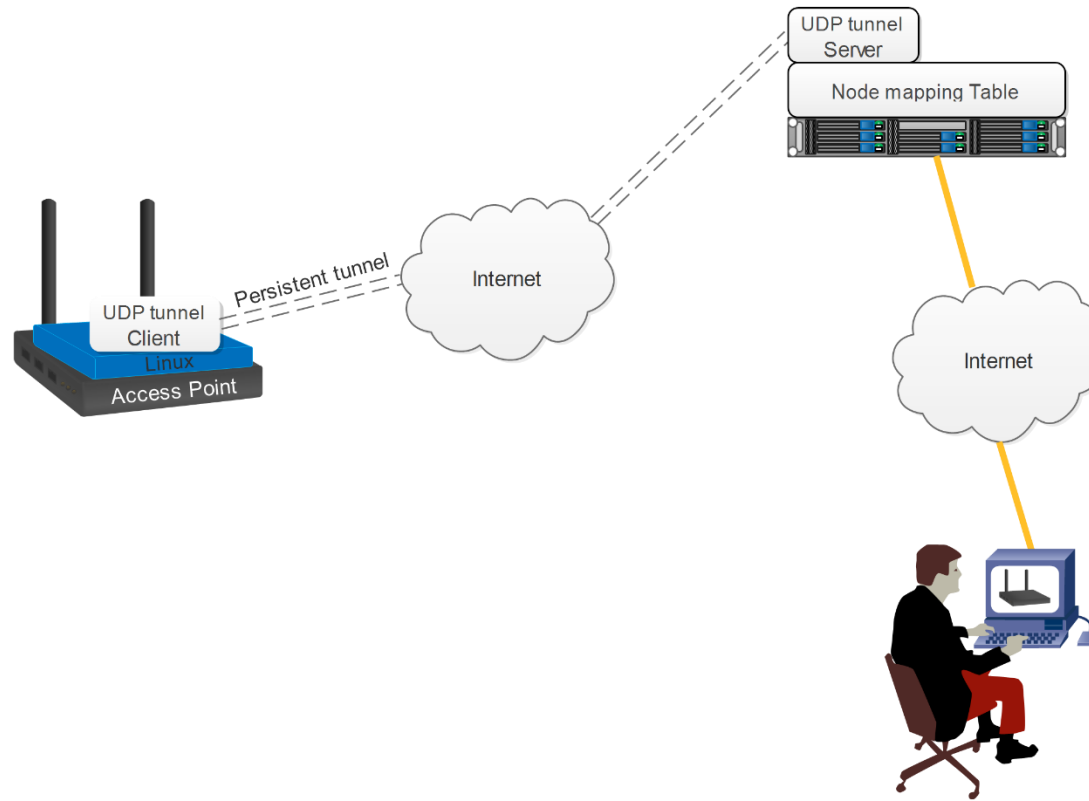 UDP tunnel
Server
Node mapping Table
Persistent tunnel
Internet
UDP tunnel
Client
Linux
Access Point
Internet